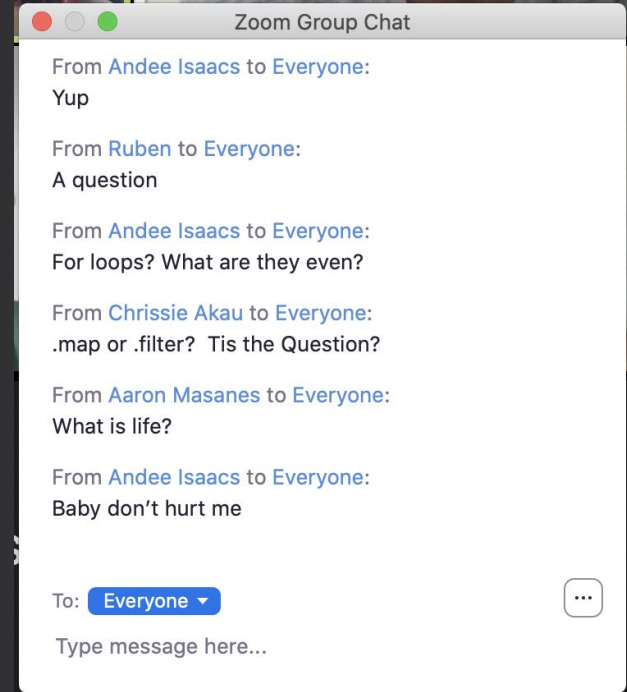 Zoom Group Chat
From Andee Isaacs to Everyone:
Yup
From Ruben to Everyone:
A question
From Andee Isaacs to Everyone:
For loops? What are they even?
From Chrissie Akau to Everyone:
.map or .filter?  Tis the Question?
From Aaron Masanes to Everyone:
What is life?
From Andee Isaacs to Everyone:
Baby don’t hurt me
To: Everyone
Type message here...